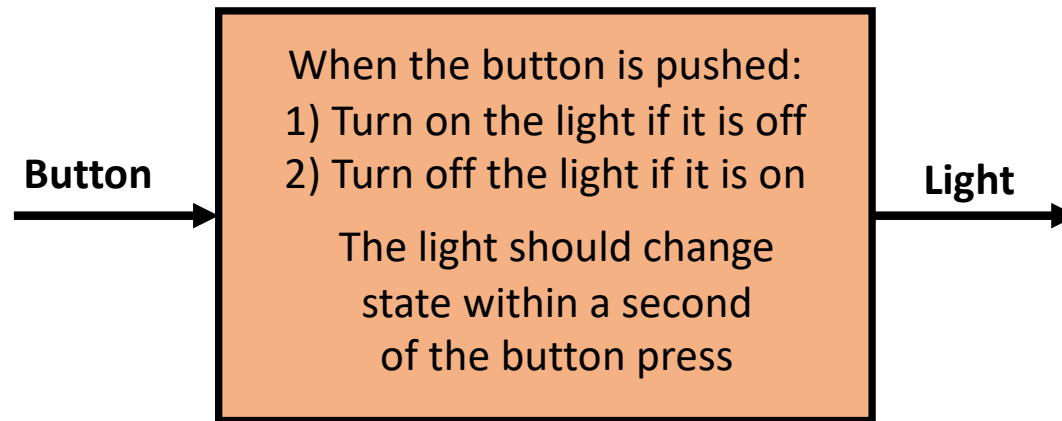 When the button is pushed:
1) Turn on the light if it is off
2) Turn off the light if it is on
Button
Light
The light should change
state within a second
of the button press